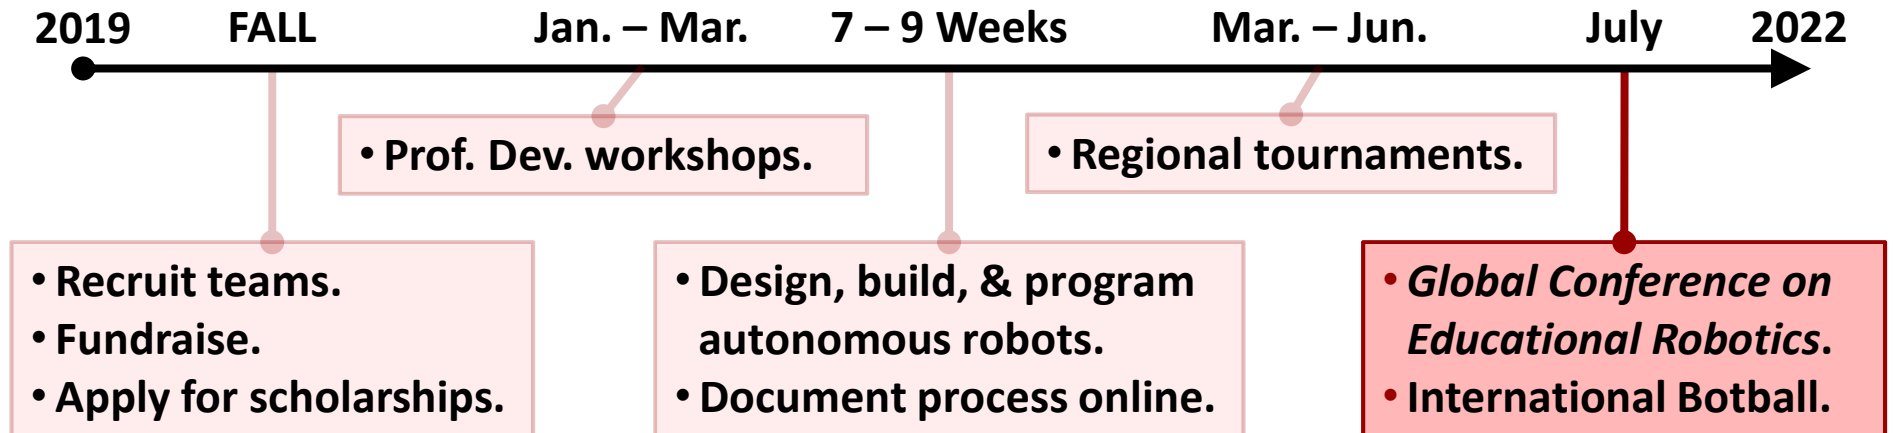 2019 FALL Jan. – Mar. 7 – 9 Weeks Mar. – Jun. July 2022
• Prof. Dev. workshops.
• Regional tournaments.
• Recruit teams.
• Fundraise.
• Apply for scholarships.
• Design, build, & program
autonomous robots.
• Document process online.
• Global Conference on
Educational Robotics.
• International Botball.